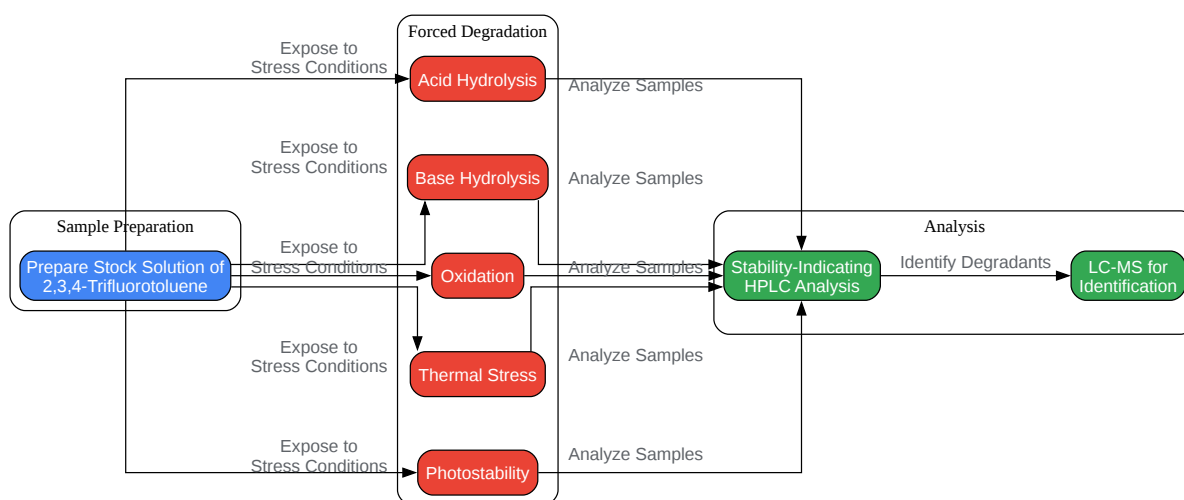 Forced Degradation
Expose to
Stress Conditions
Acid Hydrolysis
Analyze Samples
Expose to
Stress Conditions
Base Hydrolysis
Analyze Samples
Sample Preparation
Analysis
Prepare Stock Solution of
2,3,4-Trifluorotoluene
Expose to
Stress Conditions
Oxidation
Analyze Samples
Stability-Indicating
HPLC Analysis
Identify Degradants
LC-MS for
Identification
Expose to
Stress Conditions
Thermal Stress
Analyze Samples
Expose to
Stress Conditions
Photostability
Analyze Samples